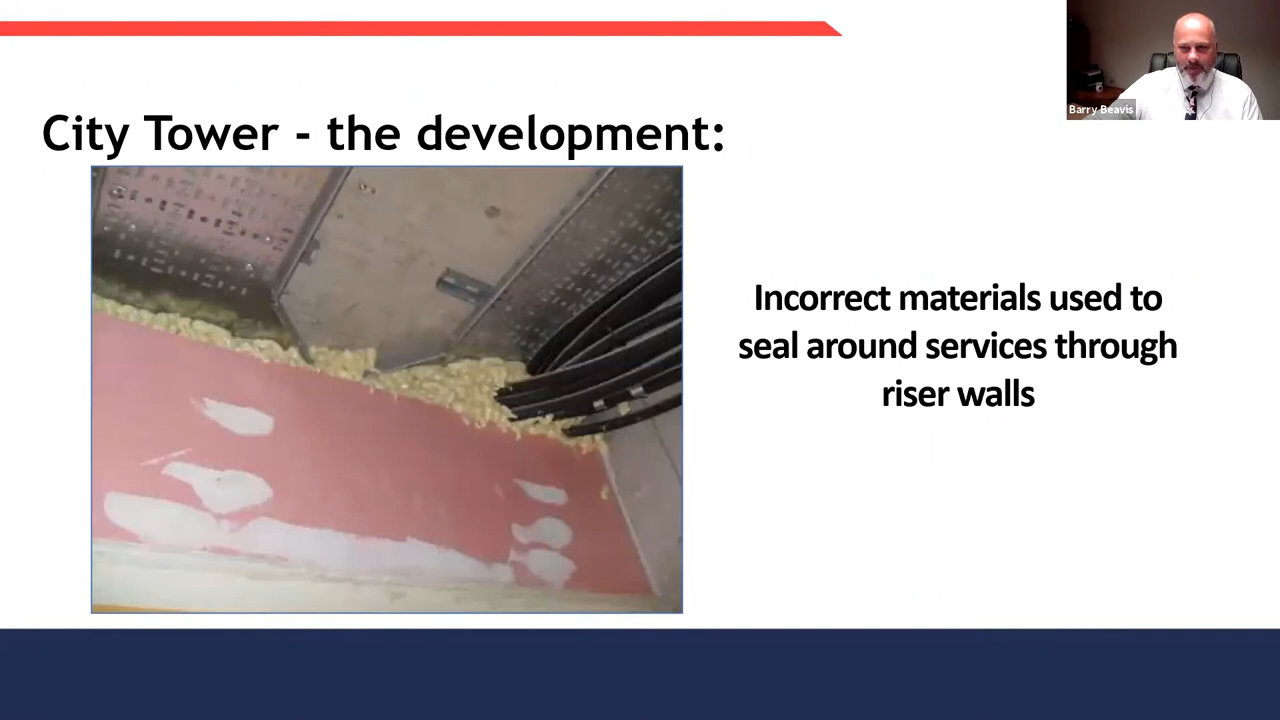 Barry Beavis
City Tower - the development:
Incorrect materials used to
seal around services through
riser walls